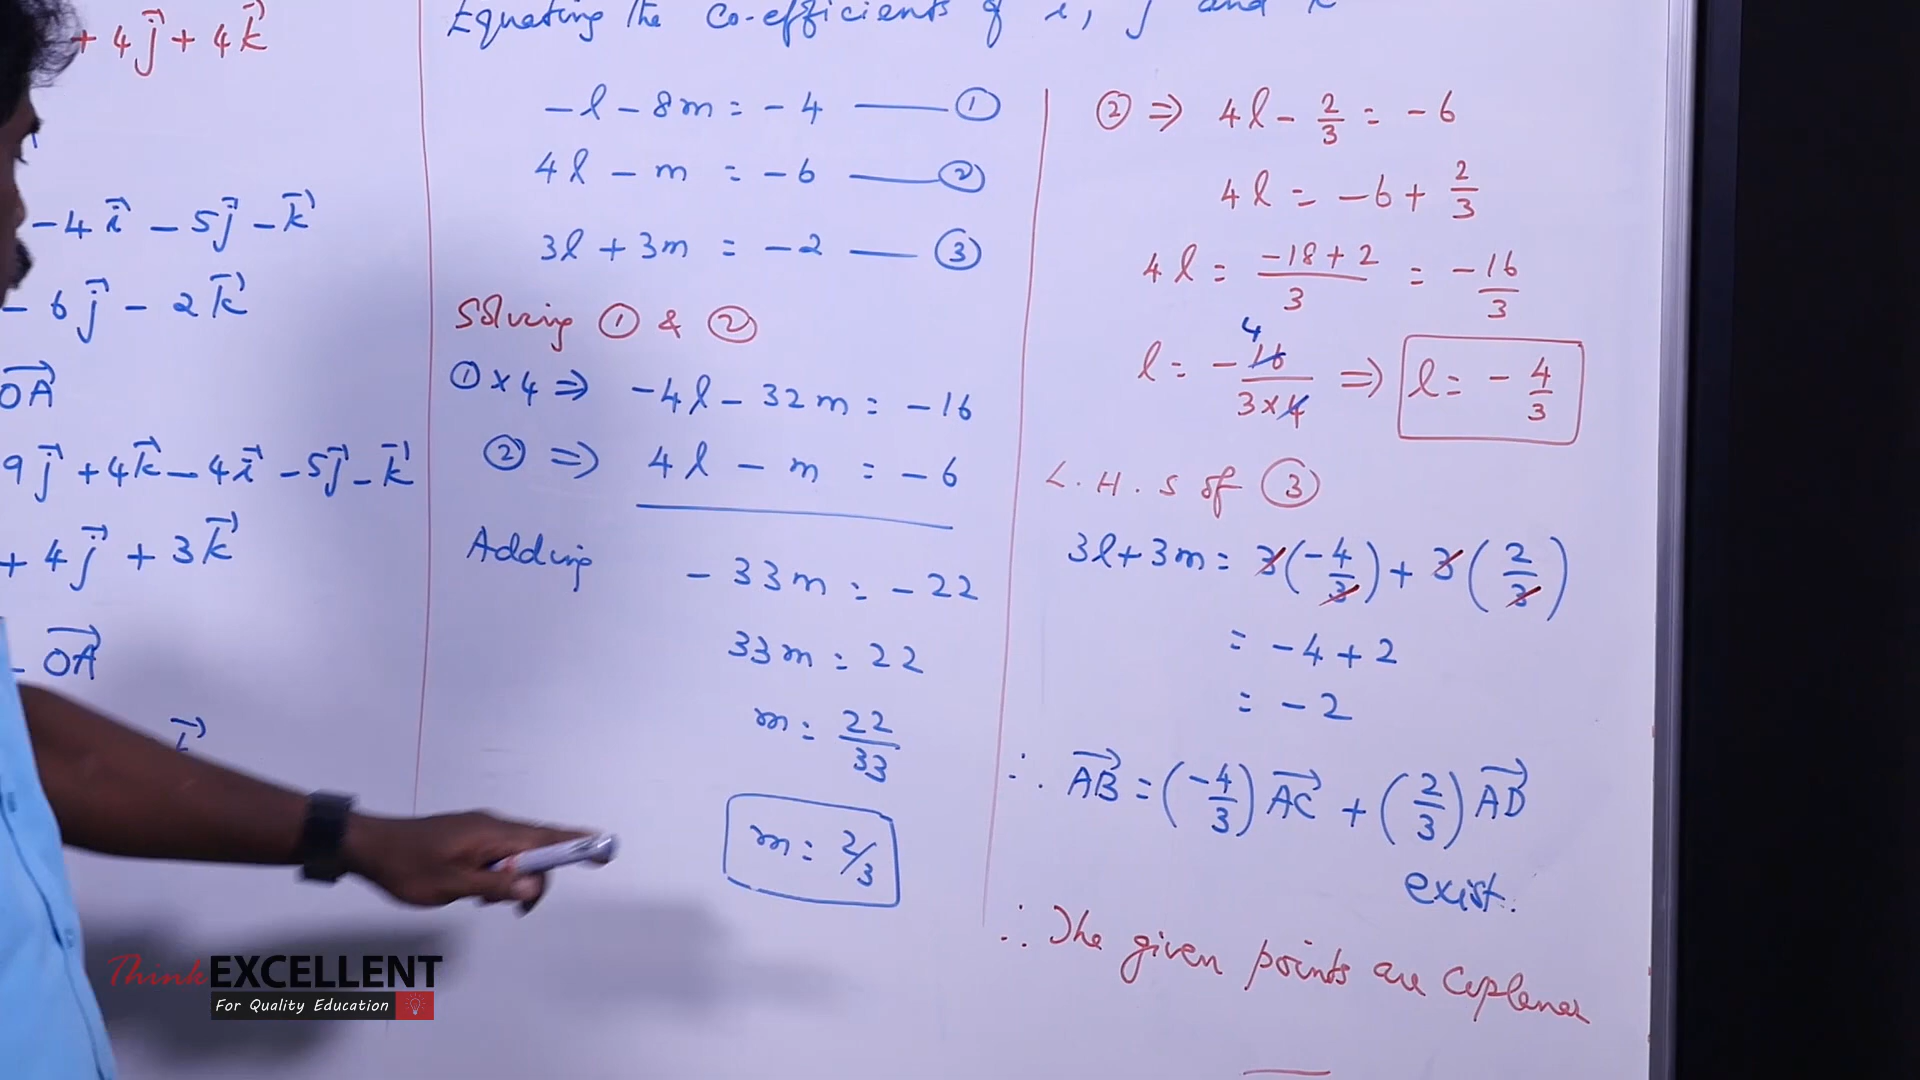 + 4j⃗ + 4k⃗
- 4i⃗ - 5j⃗ - k⃗
- 6j⃗ - 2k⃗
OA⃗
9j⃗ + 4k⃗ - 4i⃗ - 5j⃗ - k⃗
+ 4j⃗ + 3k⃗
- OA⃗
i⃗
Equating the Co-efficients of i, j and k
-l - 8m = -4 —— ①
4l - m = -6 —— ②
3l + 3m = -2 —— ③
Solving ① & ②
① × 4 ⇒ -4l - 32m = -16
② ⇒ 4l - m = -6
Adding - 33m = -22
33m = 22
m = 22/33
m = 2/3
② ⇒ 4l - 2/3 = -6
4l = -6 + 2/3
4l = (-18 + 2)/3 = -16/3
4
l = -16/(3×4) ⇒ l = -4/3
L.H.S of ③
3l + 3m = 3(-4/3) + 3(2/3)
= -4 + 2
= -2
∴ AB⃗ = (-4/3) AC⃗ + (2/3) AD⃗
exist.
∴ The given points are Coplanar
Think EXCELLENT
For Quality Education